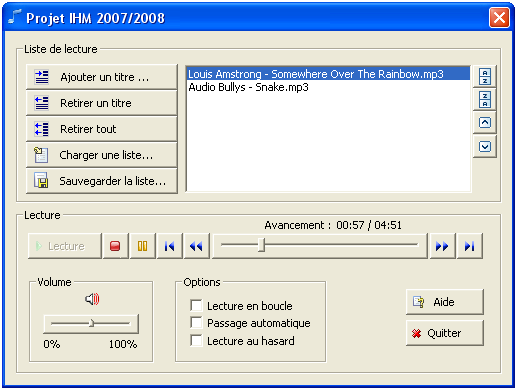 Projet IHM 2007/2008
Liste de lecture
Ajouter un titre ...
Retirer un titre
Retirer tout
Charger une liste...
Sauvegarder la liste...
Louis Amstrong - Somewhere Over The Rainbow.mp3
Audio Bullys - Snake.mp3
A
Z
Z
A
Lecture
Avancement : 00:57 / 04:51
Lecture
Volume
0%
100%
Options
Lecture en boucle
Passage automatique
Lecture au hasard
Aide
Quitter